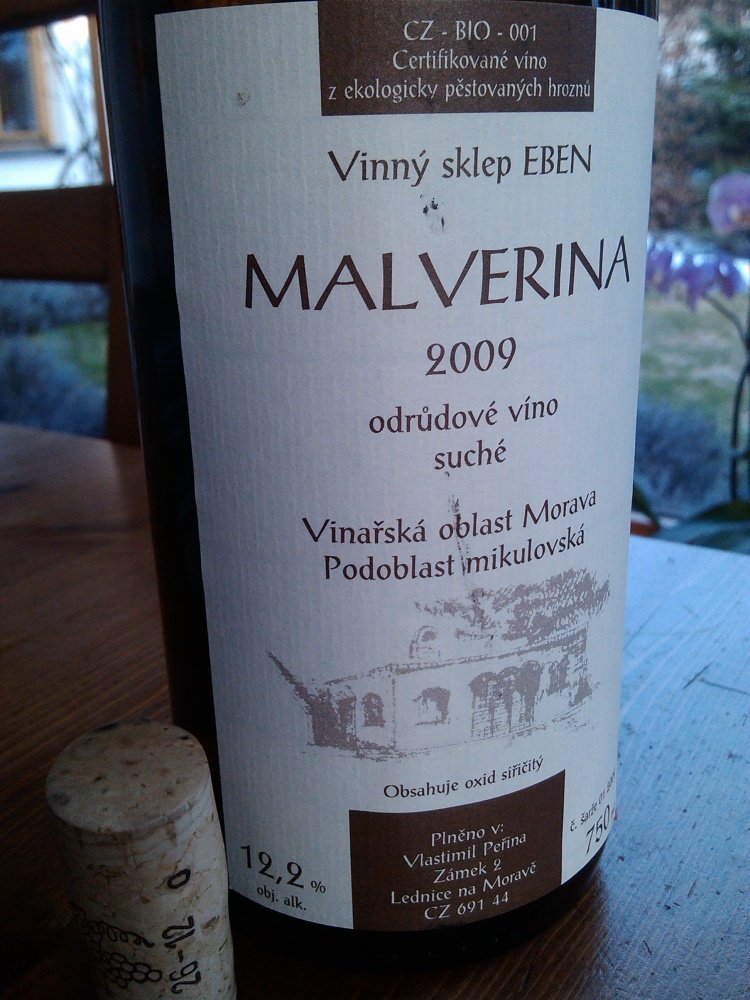 CZ - BIO - 001
Certifikované víno
z ekologicky pěstovaných hroznů
Vinný sklep EBEN
MALVERINA
2009
odrůdové víno
suché
Vinařská oblast Morava
Podoblast mikulovská
Obsahuje oxid siřičitý
12,2 %
obj. alk.
Plněno v:
Vlastimil Peřina
Zámek 2
Lednice na Moravě
CZ 691 44
č. šarže
750